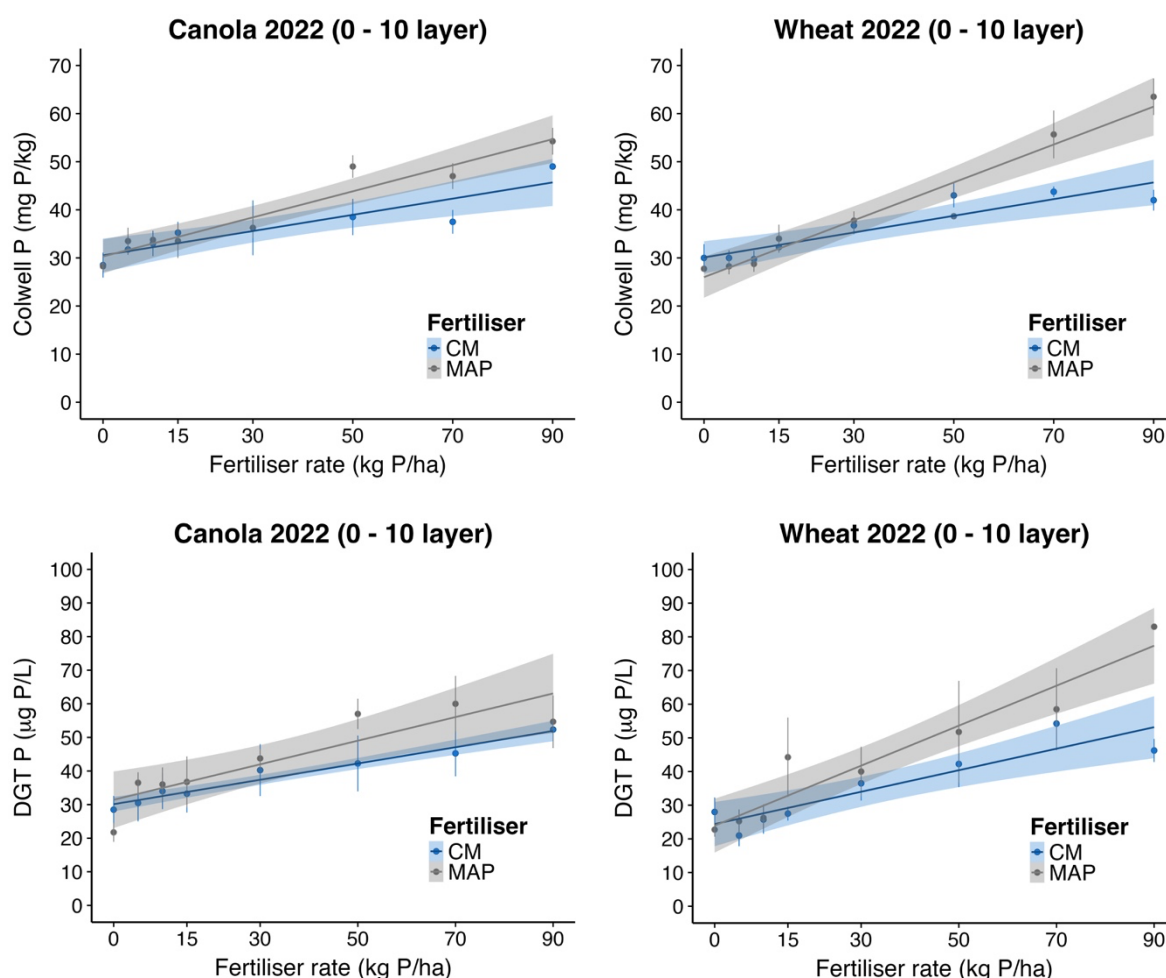 Canola 2022 (0 - 10 layer)
Colwell P (mg P/kg)
70
60
50
40
30
20
10
0
Fertiliser
CM
MAP
0
15
30
50
70
90
Fertiliser rate (kg P/ha)
Wheat 2022 (0 - 10 layer)
Colwell P (mg P/kg)
70
60
50
40
30
20
10
0
Fertiliser
CM
MAP
0
15
30
50
70
90
Fertiliser rate (kg P/ha)
Canola 2022 (0 - 10 layer)
DGT P (μg P/L)
100
90
80
70
60
50
40
30
20
10
0
Fertiliser
CM
MAP
0
15
30
50
70
90
Fertiliser rate (kg P/ha)
Wheat 2022 (0 - 10 layer)
DGT P (μg P/L)
100
90
80
70
60
50
40
30
20
10
0
Fertiliser
CM
MAP
0
15
30
50
70
90
Fertiliser rate (kg P/ha)